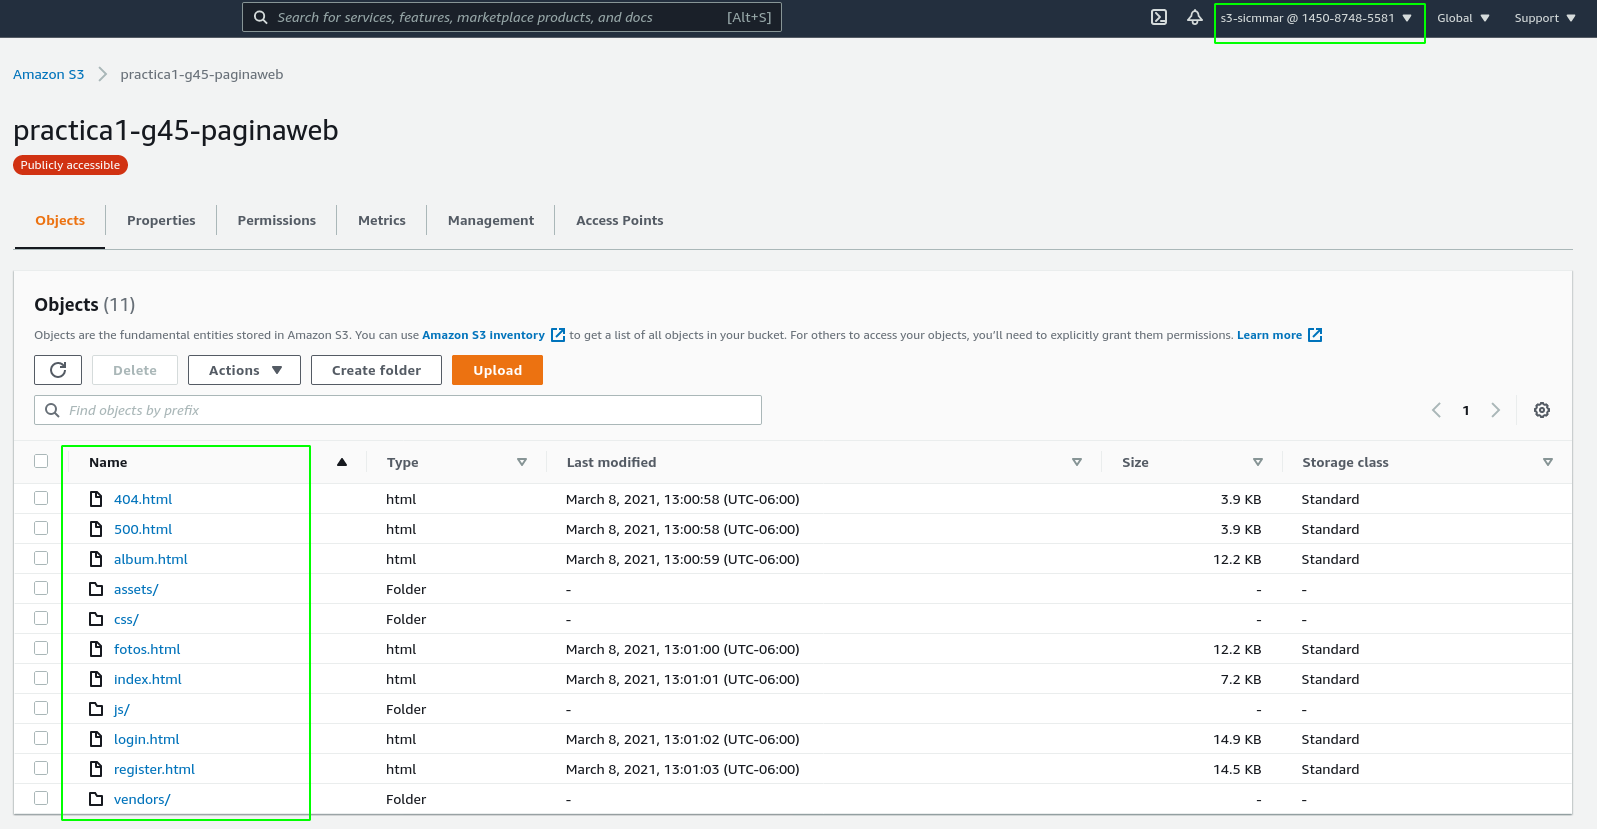 Search for services, features, marketplace products, and docs [Alt+S] s3-sicmmar @ 1450-8748-5581 Global Support
Amazon S3 practica1-g45-paginaweb
practica1-g45-paginaweb
Publicly accessible
Objects Properties Permissions Metrics Management Access Points
Objects (11)
Objects are the fundamental entities stored in Amazon S3. You can use Amazon S3 inventory to get a list of all objects in your bucket. For others to access your objects, you'll need to explicitly grant them permissions. Learn more
Delete Actions Create folder Upload
Find objects by prefix 1
Name Type Last modified Size Storage class
404.html html March 8, 2021, 13:00:58 (UTC-06:00) 3.9 KB Standard
500.html html March 8, 2021, 13:00:58 (UTC-06:00) 3.9 KB Standard
album.html html March 8, 2021, 13:00:59 (UTC-06:00) 12.2 KB Standard
assets/ Folder - - -
css/ Folder - - -
fotos.html html March 8, 2021, 13:01:00 (UTC-06:00) 12.2 KB Standard
index.html html March 8, 2021, 13:01:01 (UTC-06:00) 7.2 KB Standard
js/ Folder - - -
login.html html March 8, 2021, 13:01:02 (UTC-06:00) 14.9 KB Standard
register.html html March 8, 2021, 13:01:03 (UTC-06:00) 14.5 KB Standard
vendors/ Folder - - -